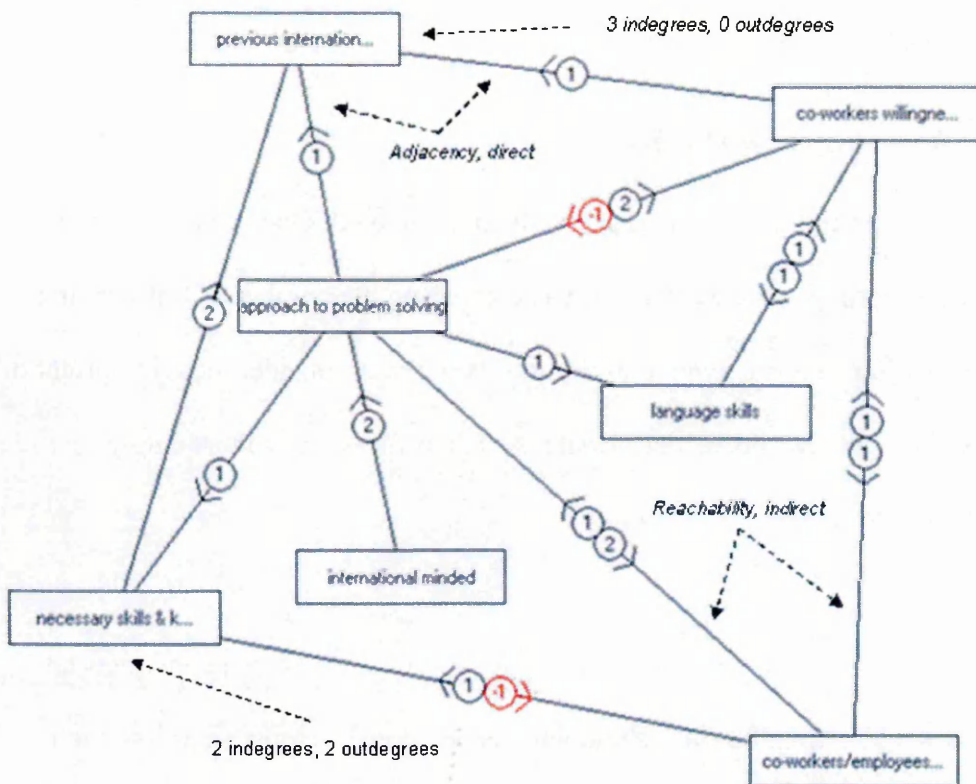 3 indegrees, 0 outdegrees
previous internation...
1
co-workers willingne...
Adjacency, direct
1
-1 2
1
1
2
approach to problem solving
1
language skills
2
1
1
1
Reachability, indirect
1
2
international minded
necessary skills & k...
1 -1
2 indegrees, 2 outdegrees
co-workers/employees...